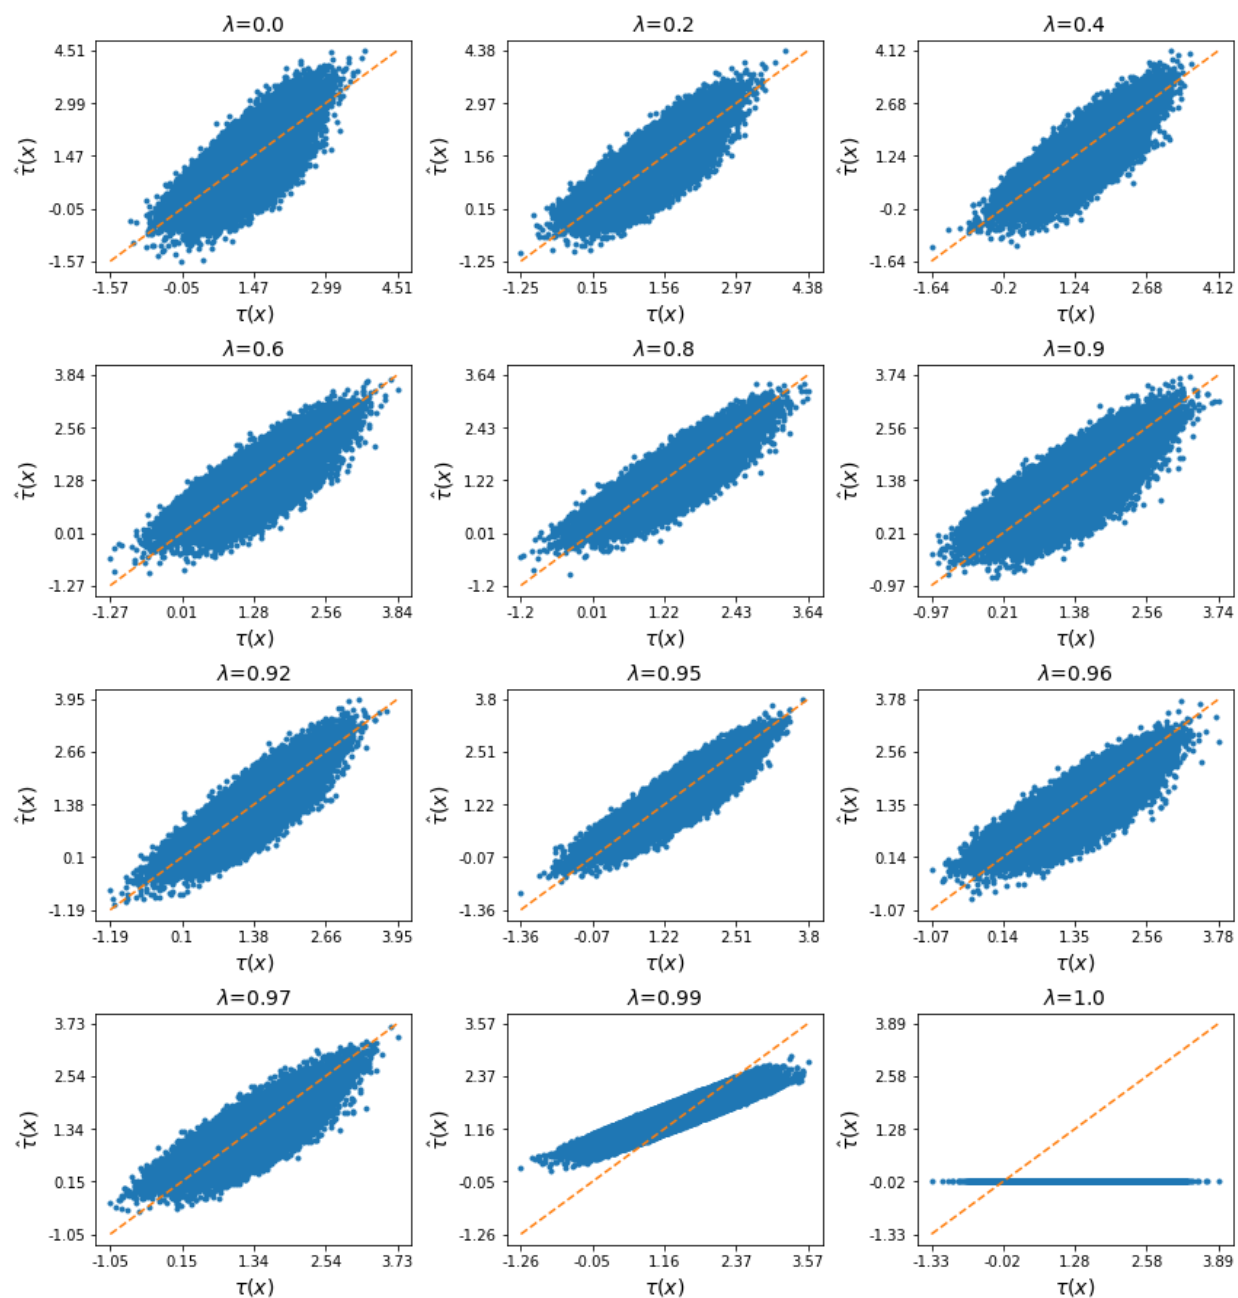 λ=0.0
λ=0.2
λ=0.4
4.51
2.99
1.47
-0.05
-1.57
τ̂(x)
-1.57 -0.05 1.47 2.99 4.51
τ(x)
4.38
2.97
1.56
0.15
-1.25
τ̂(x)
-1.25 0.15 1.56 2.97 4.38
τ(x)
4.12
2.68
1.24
-0.2
-1.64
τ̂(x)
-1.64 -0.2 1.24 2.68 4.12
τ(x)
λ=0.6
λ=0.8
λ=0.9
3.84
2.56
1.28
0.01
-1.27
τ̂(x)
-1.27 0.01 1.28 2.56 3.84
τ(x)
3.64
2.43
1.22
0.01
-1.2
τ̂(x)
-1.2 0.01 1.22 2.43 3.64
τ(x)
3.74
2.56
1.38
0.21
-0.97
τ̂(x)
-0.97 0.21 1.38 2.56 3.74
τ(x)
λ=0.92
λ=0.95
λ=0.96
3.95
2.66
1.38
0.1
-1.19
τ̂(x)
-1.19 0.1 1.38 2.66 3.95
τ(x)
3.8
2.51
1.22
-0.07
-1.36
τ̂(x)
-1.36 -0.07 1.22 2.51 3.8
τ(x)
3.78
2.56
1.35
0.14
-1.07
τ̂(x)
-1.07 0.14 1.35 2.56 3.78
τ(x)
λ=0.97
λ=0.99
λ=1.0
3.73
2.54
1.34
0.15
-1.05
τ̂(x)
-1.05 0.15 1.34 2.54 3.73
τ(x)
3.57
2.37
1.16
-0.05
-1.26
τ̂(x)
-1.26 -0.05 1.16 2.37 3.57
τ(x)
3.89
2.58
1.28
-0.02
-1.33
τ̂(x)
-1.33 -0.02 1.28 2.58 3.89
τ(x)